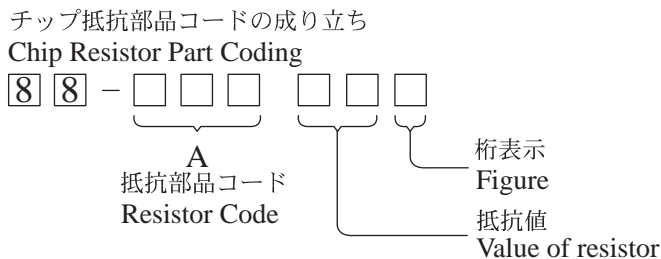 チップ抵抗部品コードの成り立ち
Chip Resistor Part Coding
8 8 - □ □ □ □ □ □
A
抵抗部品コード
Resistor Code
桁表示
Figure
抵抗値
Value of resistor